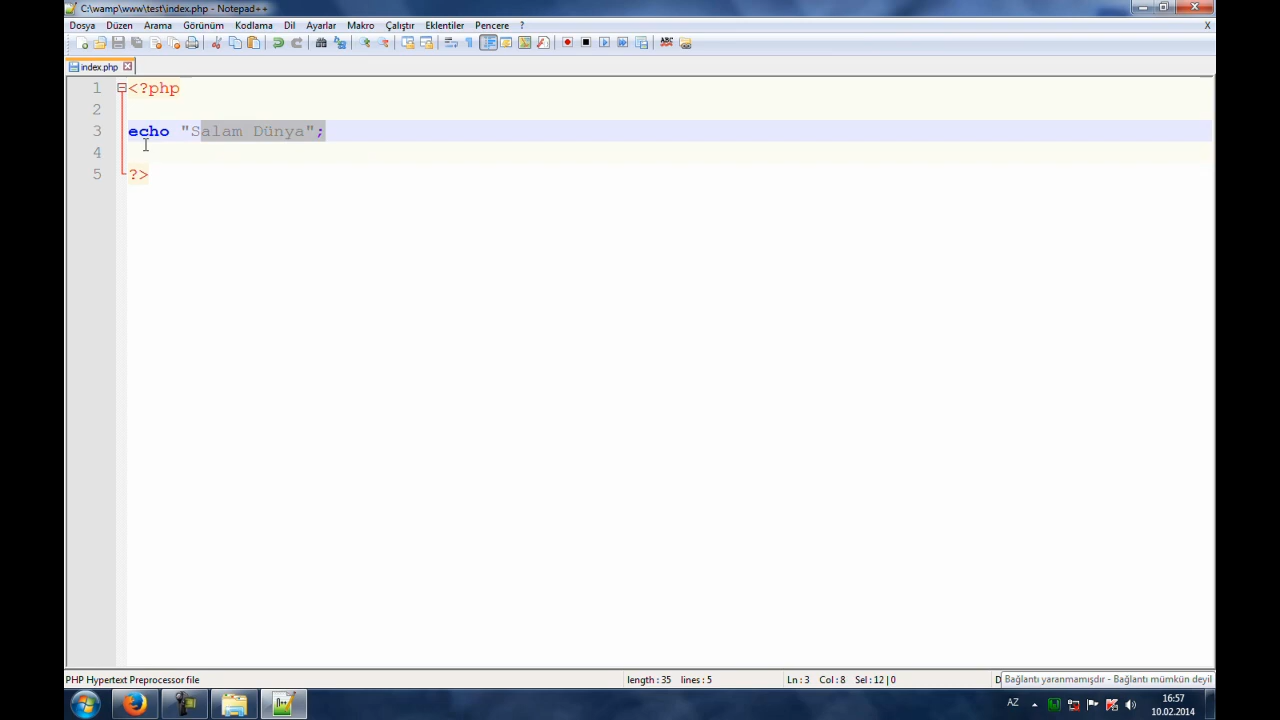 C:\wamp\www\test\index.php - Notepad++
Dosya Düzen Arama Görünüm Kodlama Dil Ayarlar Makro Çalıştır Eklentiler Pencere ? X
index.php
1 <?php
2
3 echo "Salam Dünya";
4
5 ?>
PHP Hypertext Preprocessor file length : 35 lines : 5 Ln : 3 Col : 8 Sel : 12 | 0 D Bağlantı yaranmamışdır - Bağlantı mümkün deyil
AZ 16:57
10.02.2014